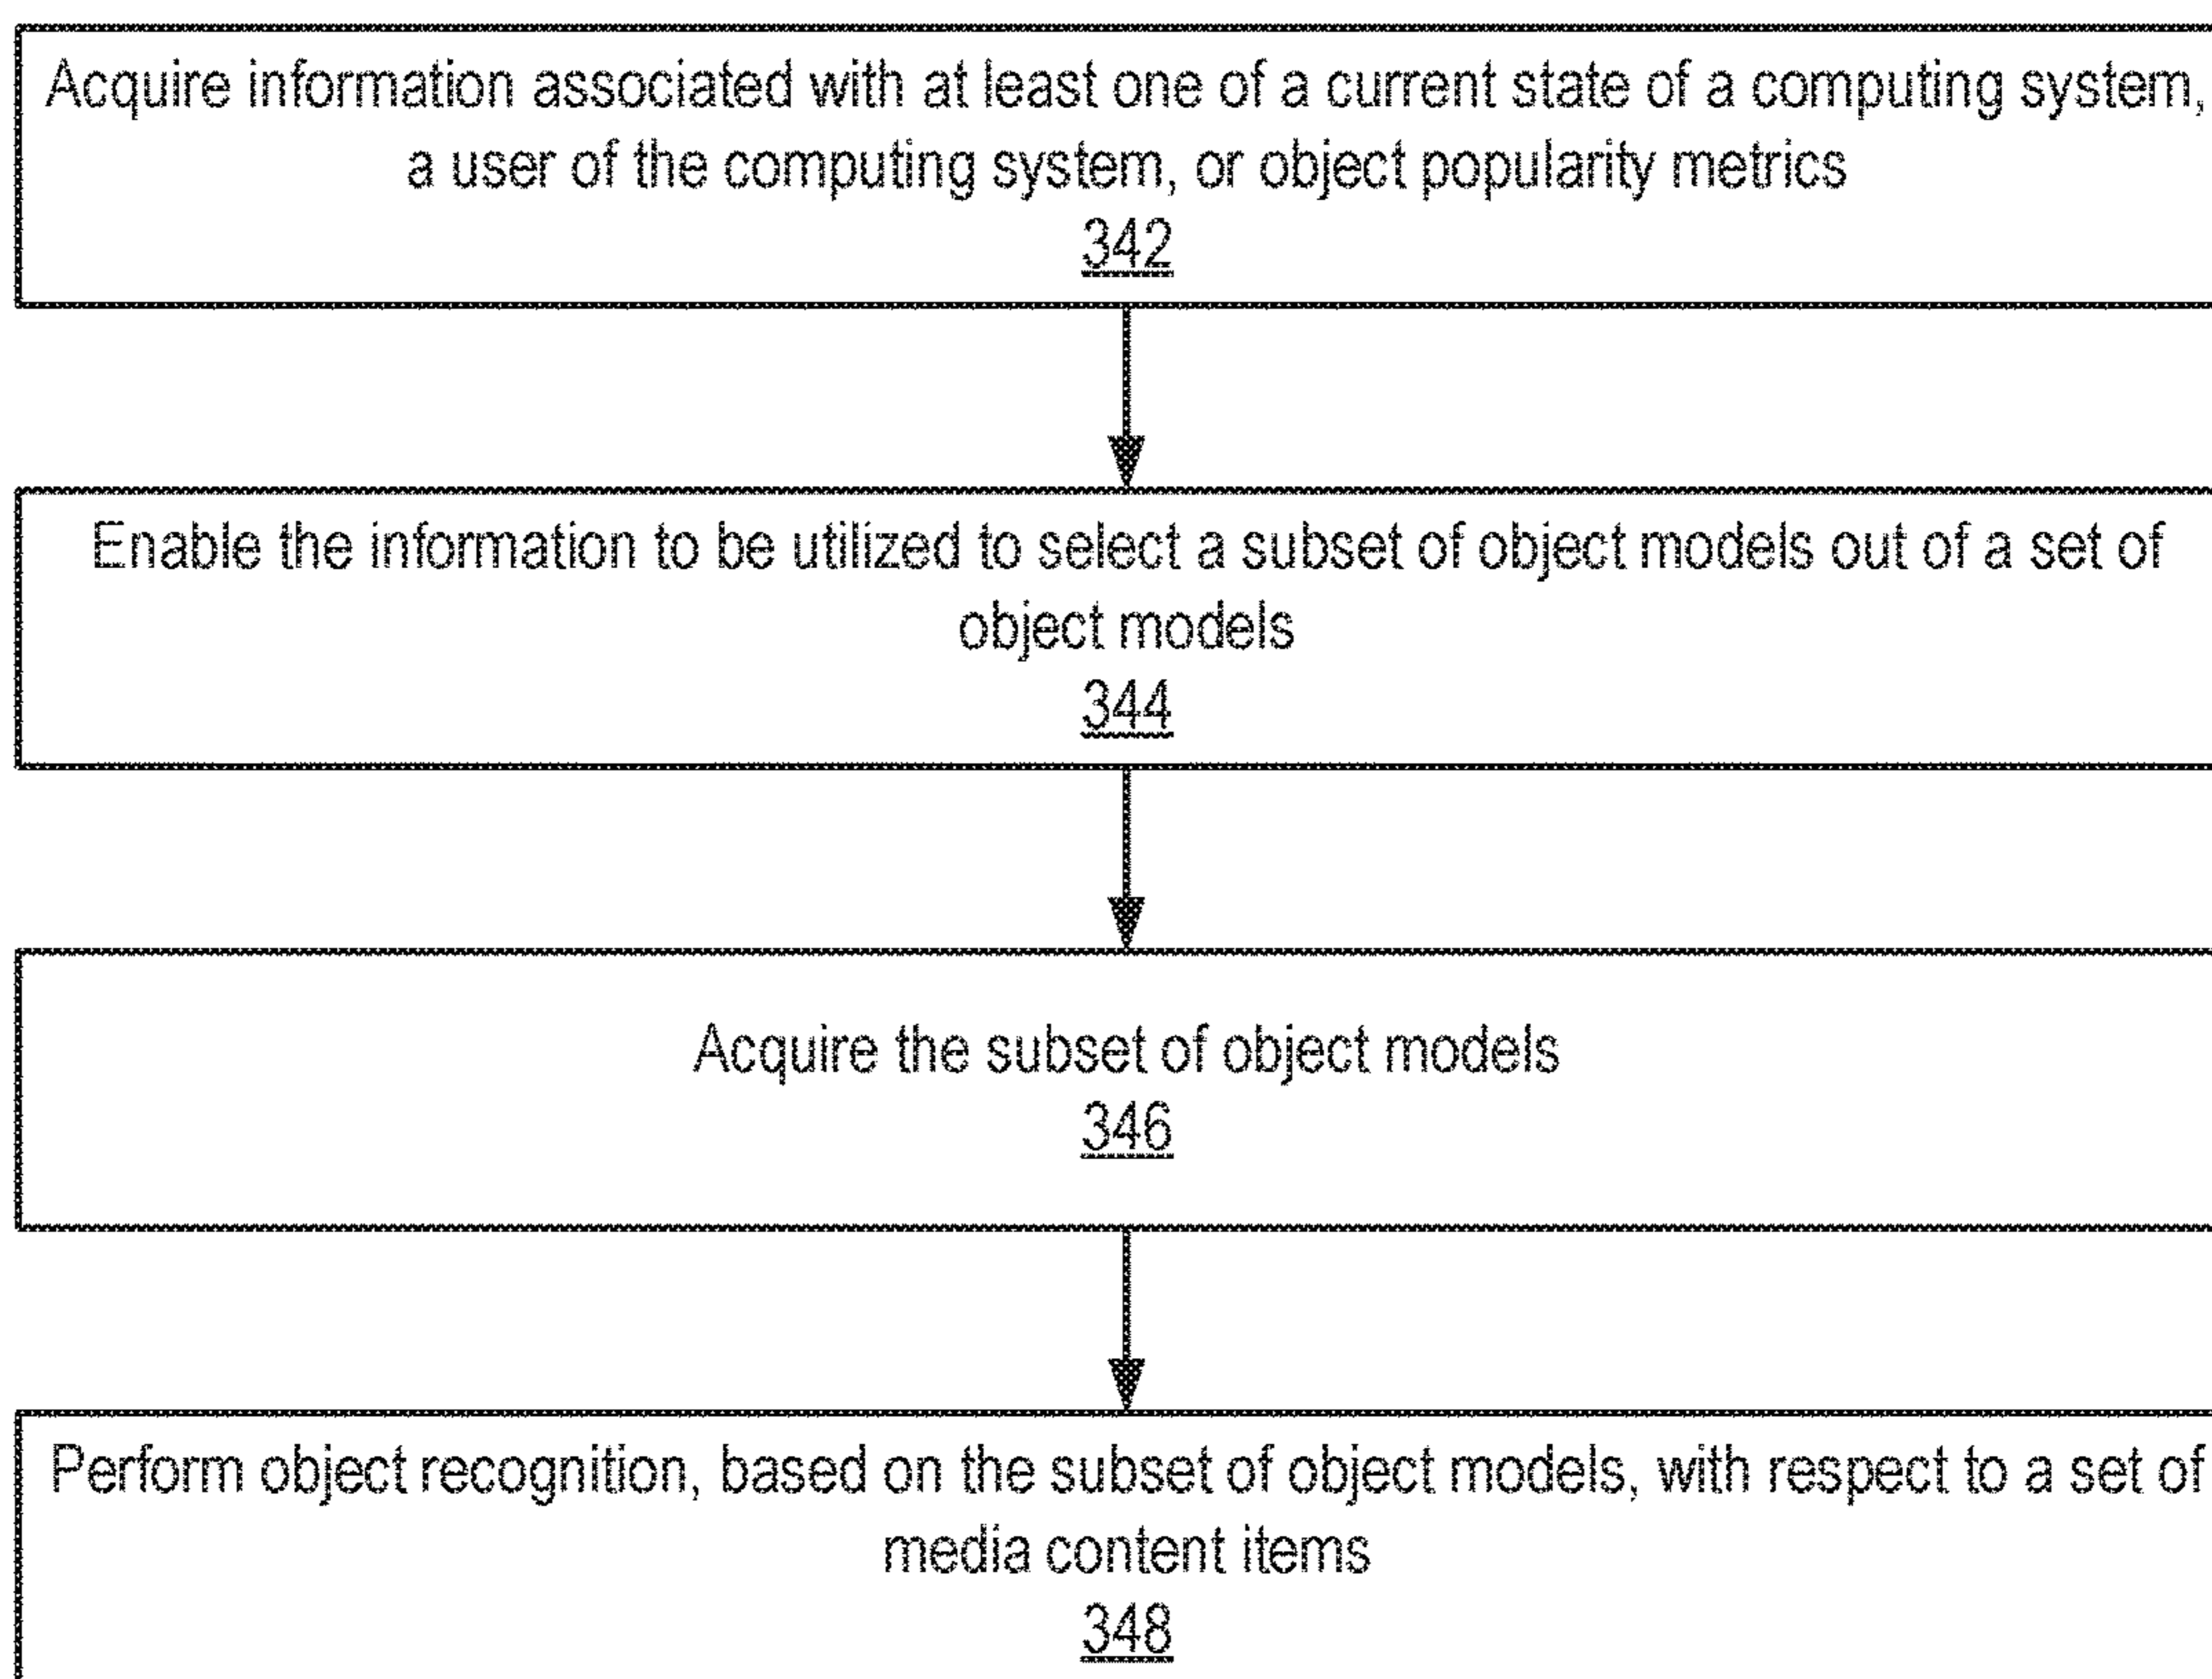 Acquire information associated with at least one of a current state of a computing system,
a user of the computing system, or object popularity metrics
342
Enable the information to be utilized to select a subset of object models out of a set of
object models
344
Acquire the subset of object models
346
Perform object recognition, based on the subset of object models, with respect to a set of
media content items
348